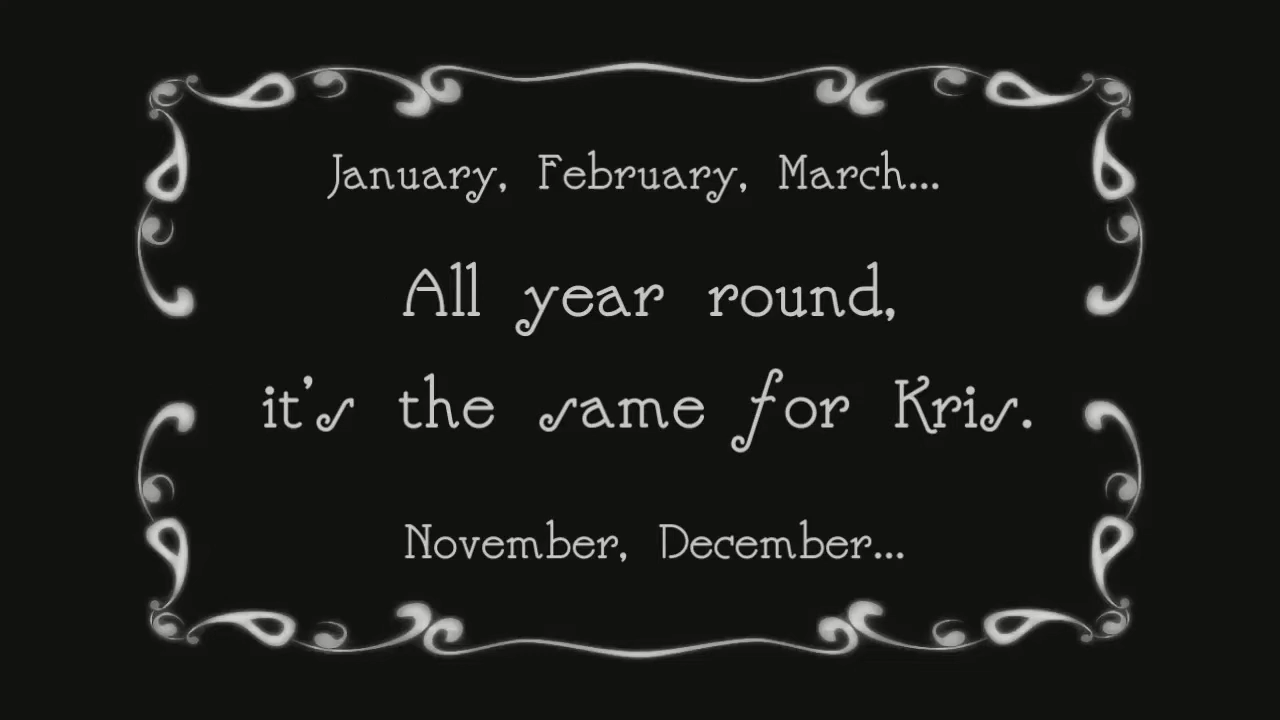 January, February, March...
All year round,
it's the same for Kris.
November, December...